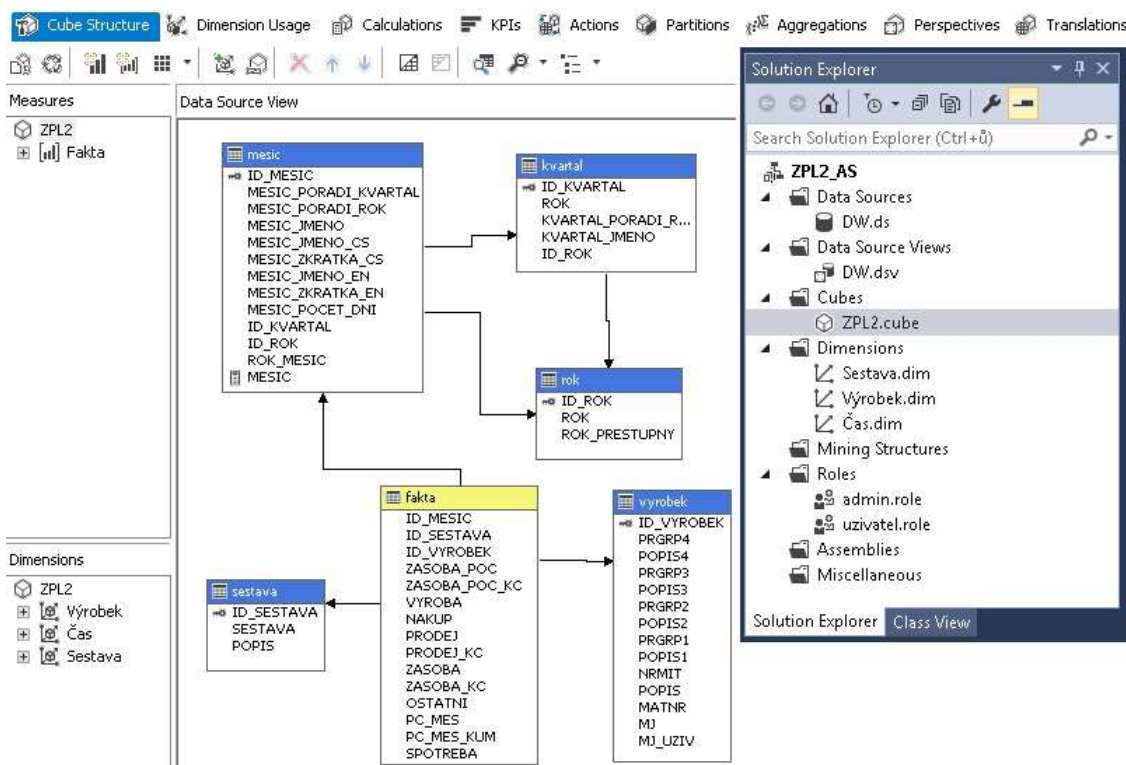 Cube Structure Dimension Usage Calculations KPIs Actions Partitions Aggregations Perspectives Translations
Measures
ZPL2
Fakta
Dimensions
ZPL2
Výrobek
Čas
Sestava
Data Source View
mesic
ID_MESIC
MESIC_PORADI_KVARTAL
MESIC_PORADI_ROK
MESIC_JMENO
MESIC_JMENO_CS
MESIC_ZKRATKA_CS
MESIC_JMENO_EN
MESIC_ZKRATKA_EN
MESIC_POCET_DNI
ID_KVARTAL
ID_ROK
ROK_MESIC
MESIC
kvartal
ID_KVARTAL
ROK
KVARTAL_PORADI_R...
KVARTAL_JMENO
ID_ROK
rok
ID_ROK
ROK
ROK_PRESTUPNY
fakta
ID_MESIC
ID_SESTAVA
ID_VYROBEK
ZASOBA_POC
ZASOBA_POC_KC
VYROBA
NAKUP
PRODEJ
PRODEJ_KC
ZASOBA
ZASOBA_KC
OSTATNI
PC_MES
PC_MES_KUM
SPOTREBA
sestava
ID_SESTAVA
SESTAVA
POPIS
vyrobek
ID_VYROBEK
PRGRP4
POPIS4
PRGRP3
POPIS3
PRGRP2
POPIS2
PRGRP1
POPIS1
NRMIT
POPIS
MATNR
MJ
MJ_UZIV
Solution Explorer
Search Solution Explorer (Ctrl+ů)
ZPL2_AS
Data Sources
DW.ds
Data Source Views
DW.dsv
Cubes
ZPL2.cube
Dimensions
Sestava.dim
Výrobek.dim
Čas.dim
Mining Structures
Roles
admin.role
uzivatel.role
Assemblies
Miscellaneous
Solution Explorer Class View